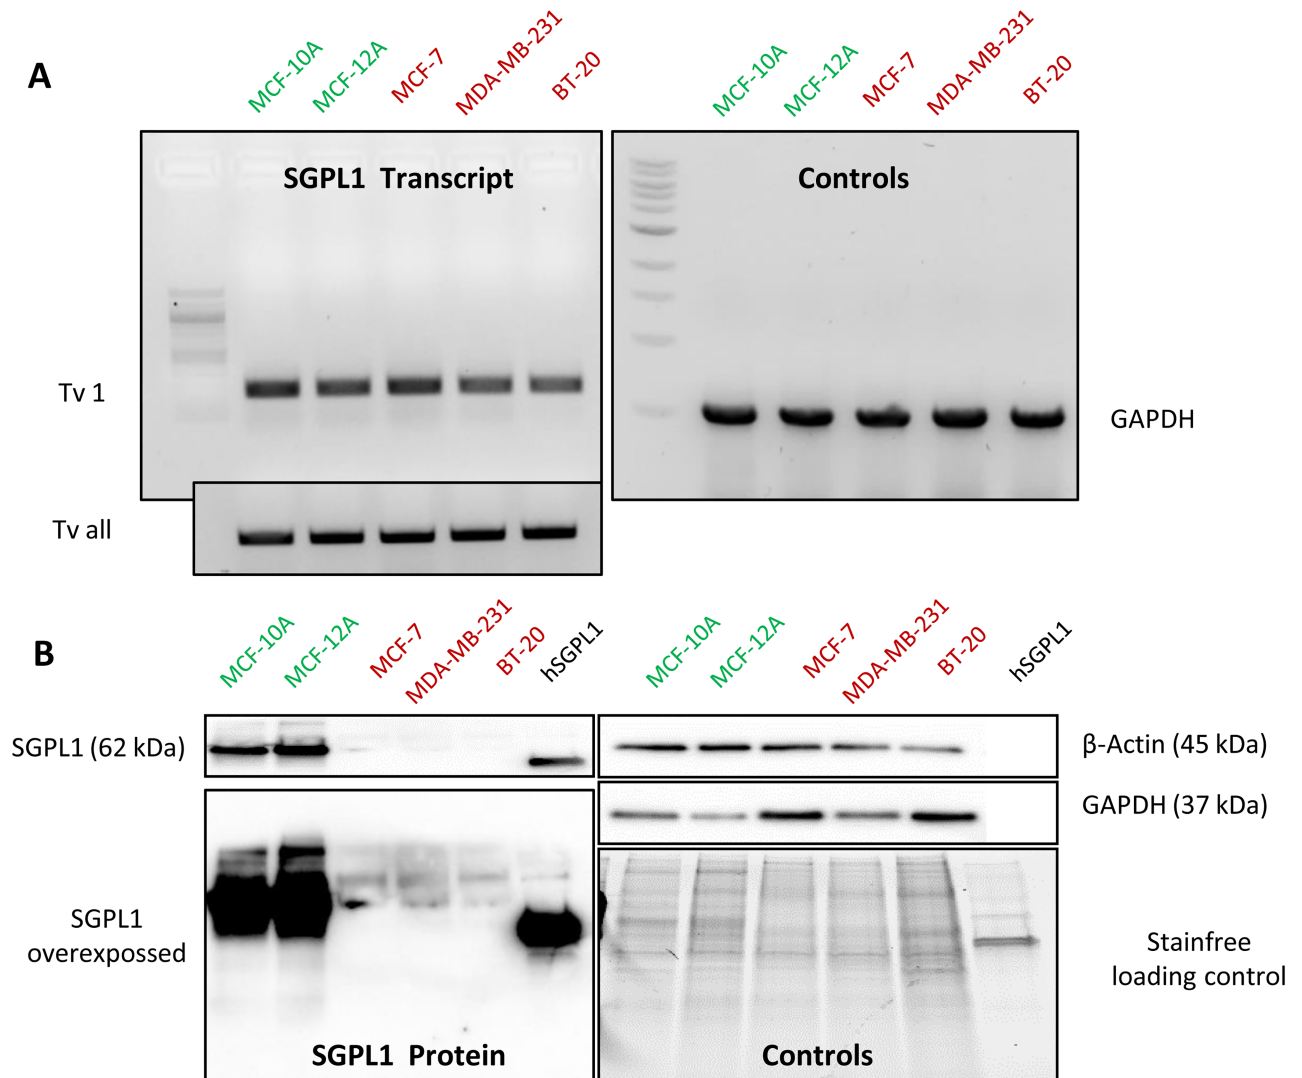 A
MCF-10A
MCF-12A
MCF-7
MDA-MB-231
BT-20
MCF-10A
MCF-12A
MCF-7
MDA-MB-231
BT-20
SGPL1 Transcript
Controls
Tv 1
GAPDH
Tv all
B
MCF-10A
MCF-12A
MCF-7
MDA-MB-231
BT-20
hSGPL1
MCF-10A
MCF-12A
MCF-7
MDA-MB-231
BT-20
hSGPL1
SGPL1 (62 kDa)
β-Actin (45 kDa)
GAPDH (37 kDa)
SGPL1
overexpossed
Stainfree
loading control
SGPL1 Protein
Controls